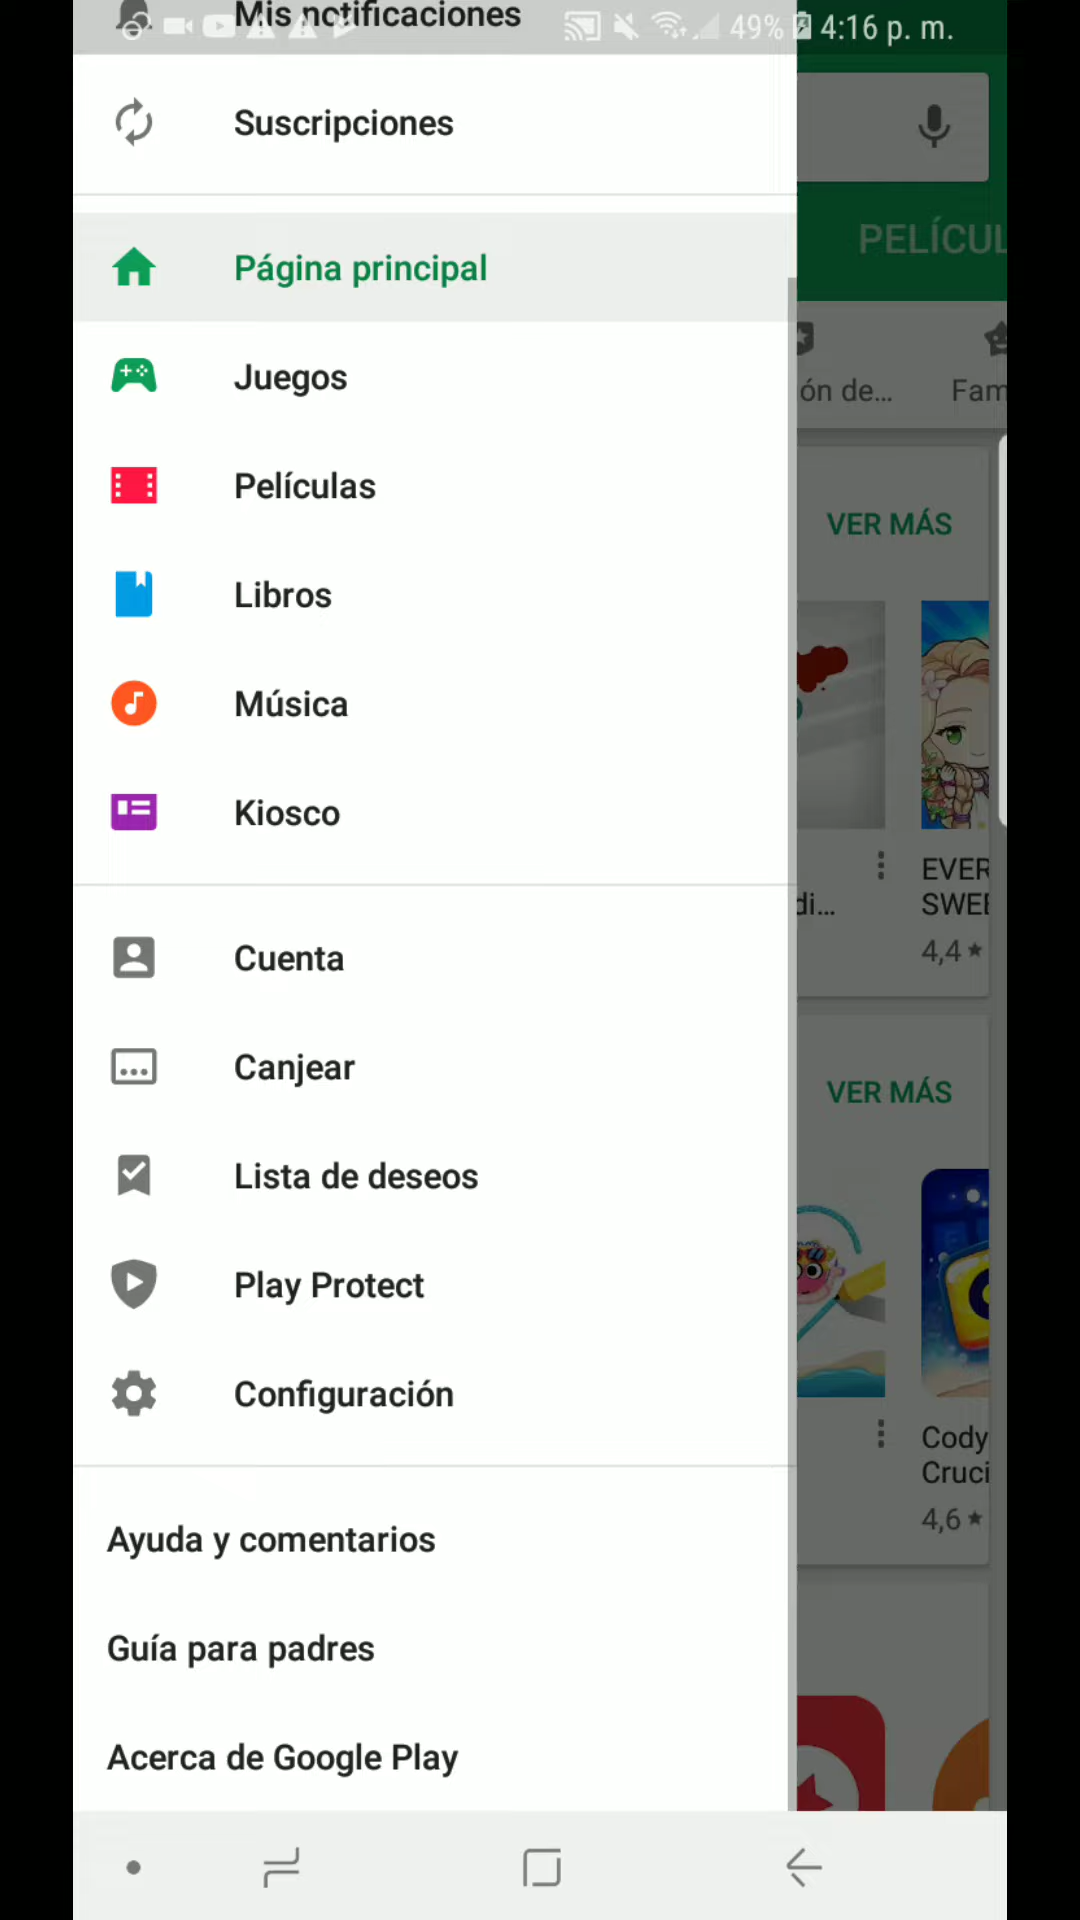 Mis notificaciones
49% 4:16 p. m.
Suscripciones
PELÍCUL
Página principal
Juegos
ón de...
Fam
Películas
VER MÁS
Libros
Música
Kiosco
di...
EVER
SWEE
4,4
Cuenta
Canjear
VER MÁS
Lista de deseos
Play Protect
Configuración
Cody
Cruci
4,6
Ayuda y comentarios
Guía para padres
Acerca de Google Play